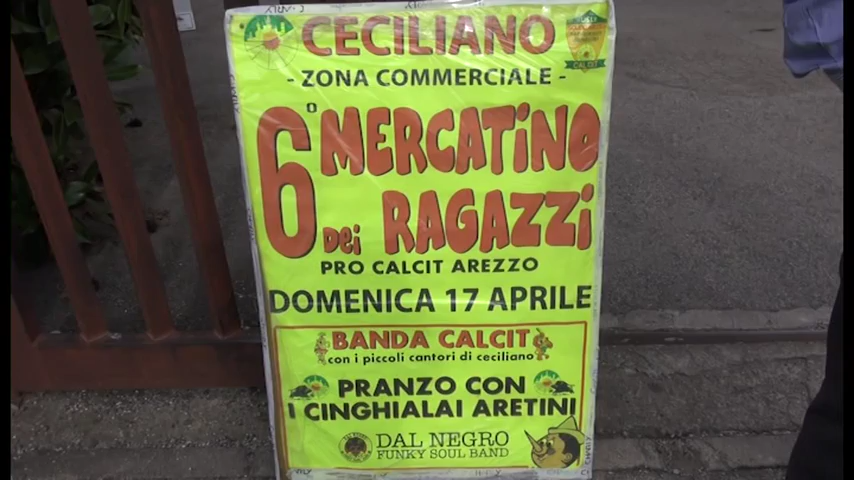 CECILIANO
- ZONA COMMERCIALE -
6° MERCATINO
DEI RAGAZZI
PRO CALCIT AREZZO
DOMENICA 17 APRILE
BANDA CALCIT
con i piccoli cantori di ceciliano
PRANZO CON
I CINGHIALAI ARETINI
DAL NEGRO
FUNKY SOUL BAND